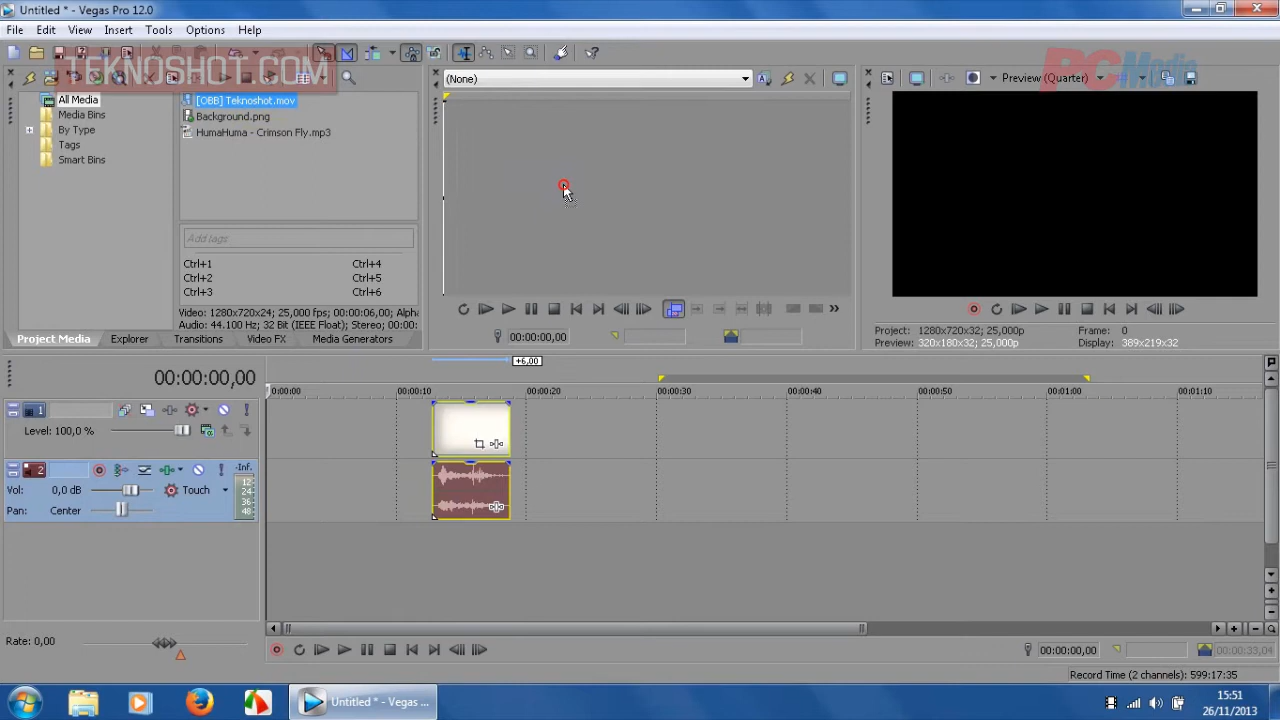 Untitled * - Vegas Pro 12.0
File Edit View Insert Tools Options Help
TEKNOSHOT.COM
PCMedia
(None)
Preview (Quarter)
All Media
Media Bins
By Type
Tags
Smart Bins
[OBB] Teknoshot.mov
Background.png
HumaHuma - Crimson Fly.mp3
Add tags
Ctrl+1 Ctrl+4
Ctrl+2 Ctrl+5
Ctrl+3 Ctrl+6
Video: 1280x720x24; 25,000 fps; 00:00:06,00; Alpha
Audio: 44.100 Hz; 32 Bit (IEEE Float); Stereo; 00:00:
00:00:00,00
Project: 1280x720x32; 25,000p Frame: 0
Preview: 320x180x32; 25,000p Display: 389x219x32
Project Media Explorer Transitions Video FX Media Generators
+6,00
00:00:00,00
00:00:00 00:00:10 00:00:20 00:00:30 00:00:40 00:00:50 00:01:00 00:01:10
1
Level: 100,0 %
2
-Inf.
Vol: 0,0 dB Touch
Pan: Center
12
24
36
48
Rate: 0,00
00:00:00,00 00:00:33,04
Record Time (2 channels): 599:17:35
Untitled * - Vegas ...
15:51
26/11/2013